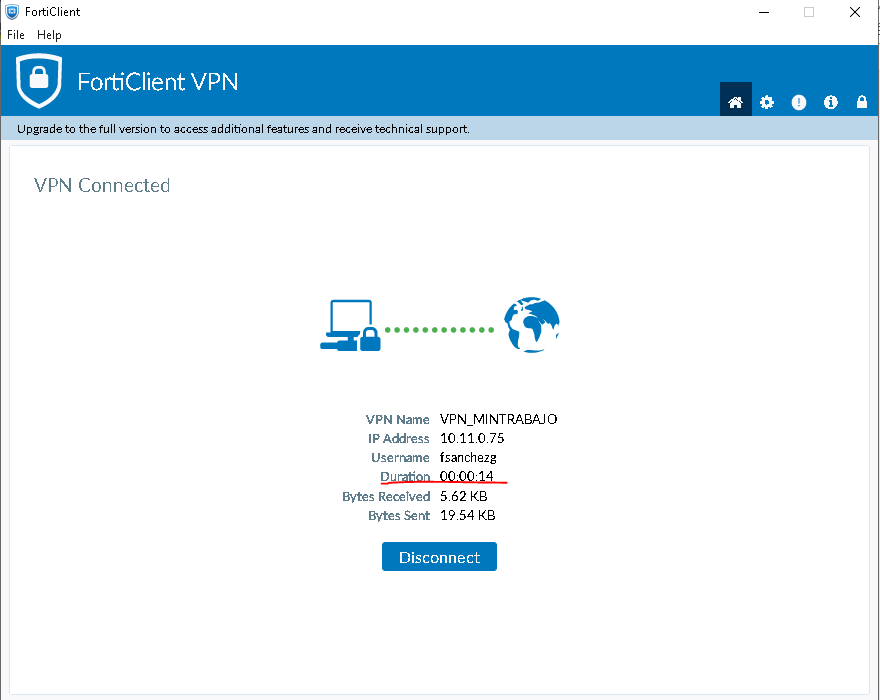 FortiClient
File Help
FortiClient VPN
Upgrade to the full version to access additional features and receive technical support.
VPN Connected
VPN Name VPN_MINTRABAJO
IP Address 10.11.0.75
Username fsanchezg
Duration 00:00:14
Bytes Received 5.62 KB
Bytes Sent 19.54 KB
Disconnect